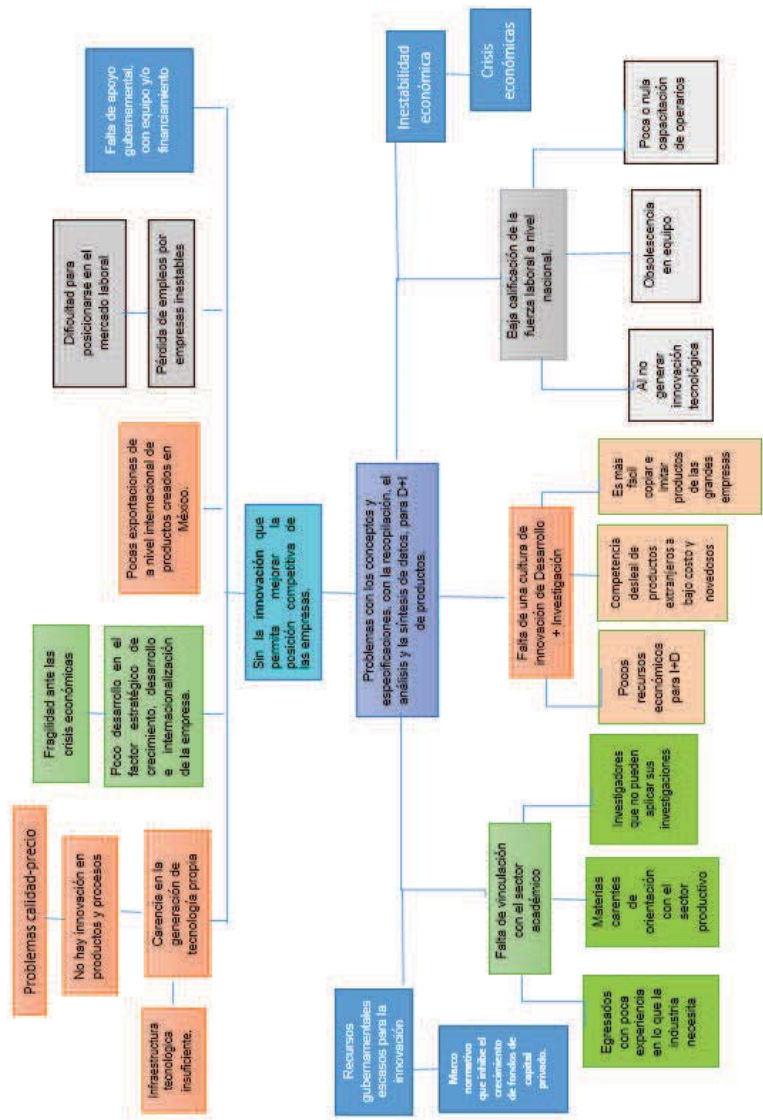 Problemas calidad-precio
No hay innovación en
productos y procesos
Carencia en la
generación de
tecnología propia
Infraestructura
tecnológica
insuficiente.
Fragilidad ante las
crisis económicas
Poco desarrollo en el
factor estratégico de
crecimiento, desarrollo
e internacionalización
de la empresa.
Pocas exportaciones de
a nivel internacional de
productos creados en
México.
Dificultad para
posicionarse en el
mercado laboral
Pérdida de empleos por
empresas inestables
Falta de apoyo
gubernamental,
con equipo y/o
financiamiento
Sin la innovación que
permita mejorar la
posición competitiva de
las empresas.
Problemas con los conceptos y
especificaciones, con la recopilación, el
análisis y la síntesis de datos, para D+I
de productos.
Recursos
gubernamentales
escasos para la
innovación
Marco
normativo
que inhibe el
crecimiento
de fondos de
capital
privado.
Falta de vinculación
con el sector
académico
Egresados
con poca
experiencia
en lo que la
industria
necesita
Materias
carentes
de
orientación
con el
sector
productivo
Investigadores
que no pueden
aplicar sus
investigaciones
Falta de una cultura de
innovación de Desarrollo
+ Investigación
Pocos
recursos
económicos
para I+D
Competencia
desleal de
productos
extranjeros a
bajo costo y
novedosos
Es más
fácil
copiar e
imitar
productos
de las
grandes
empresas
Baja calificación de la
fuerza laboral a nivel
nacional.
Al no
generar
innovación
tecnológica
Obsolescencia
en equipo
Poca o nula
capacitación
de operarios
Inestabilidad
económica
Crisis
económicas